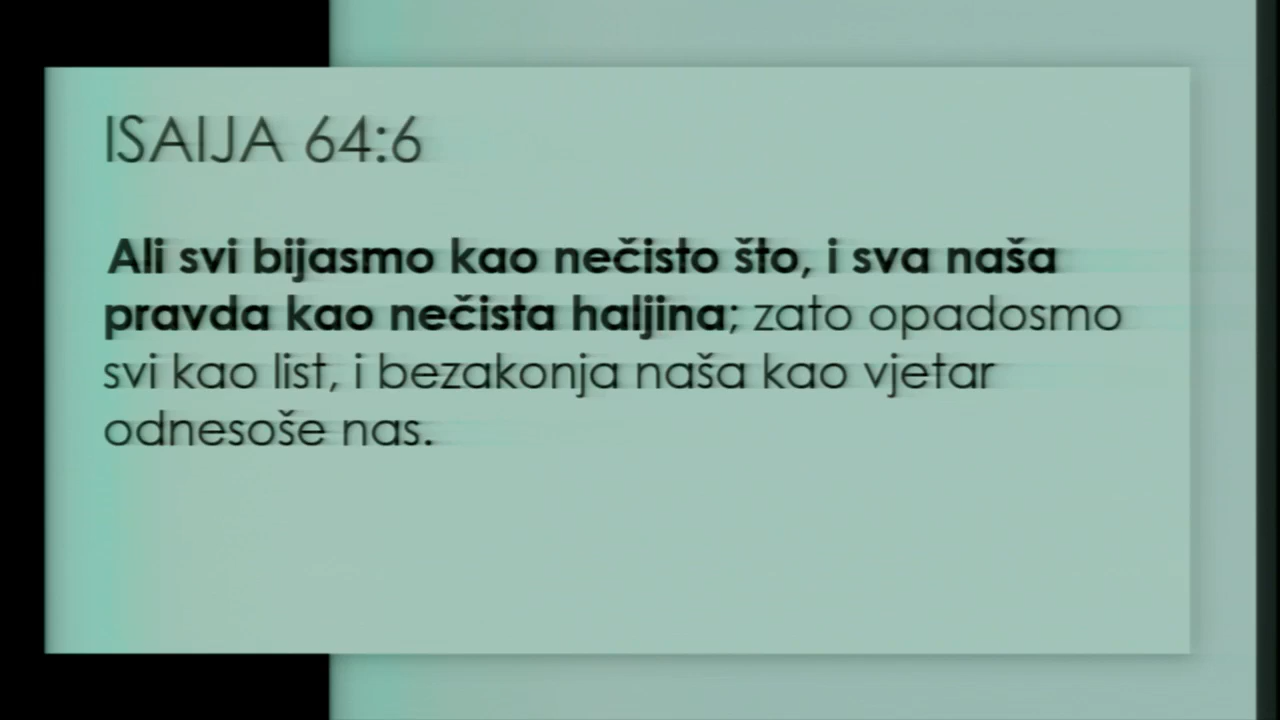 ISAIJA 64:6
Ali svi bijasmo kao nečisto što, i sva naša
pravda kao nečista haljina; zato opadosmo
svi kao list, i bezakonja naša kao vjetar
odnesoše nas.